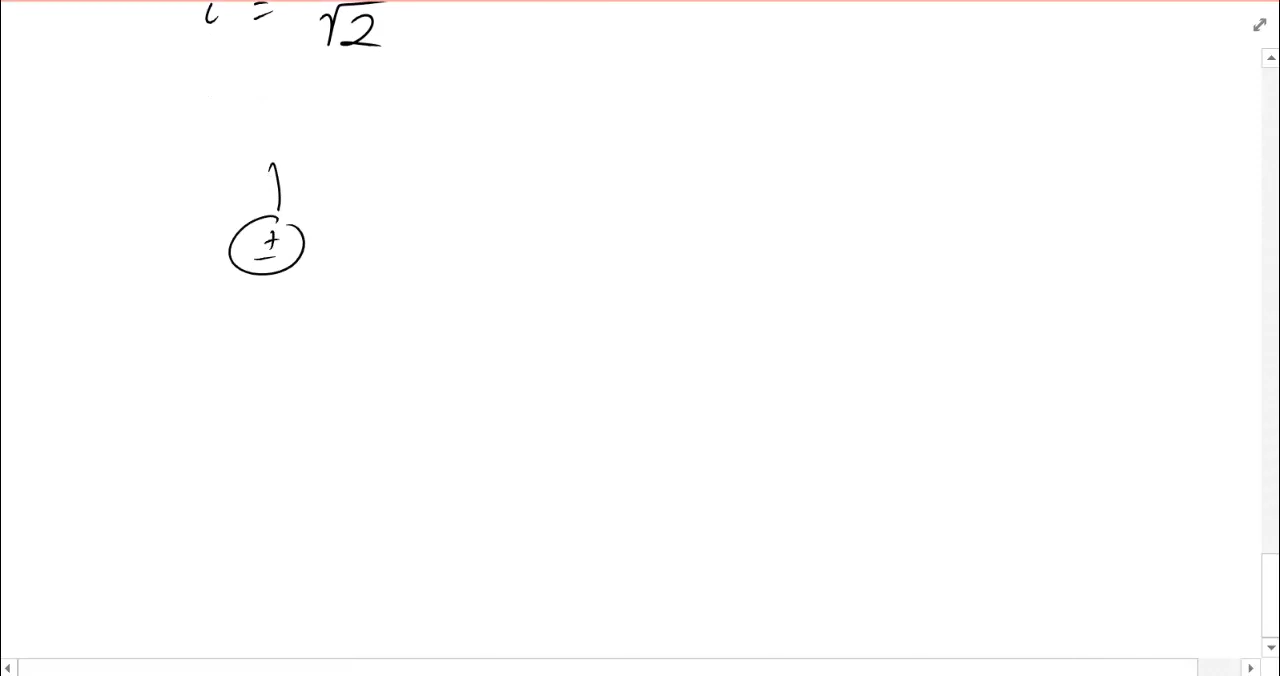 i =
√2
+
−